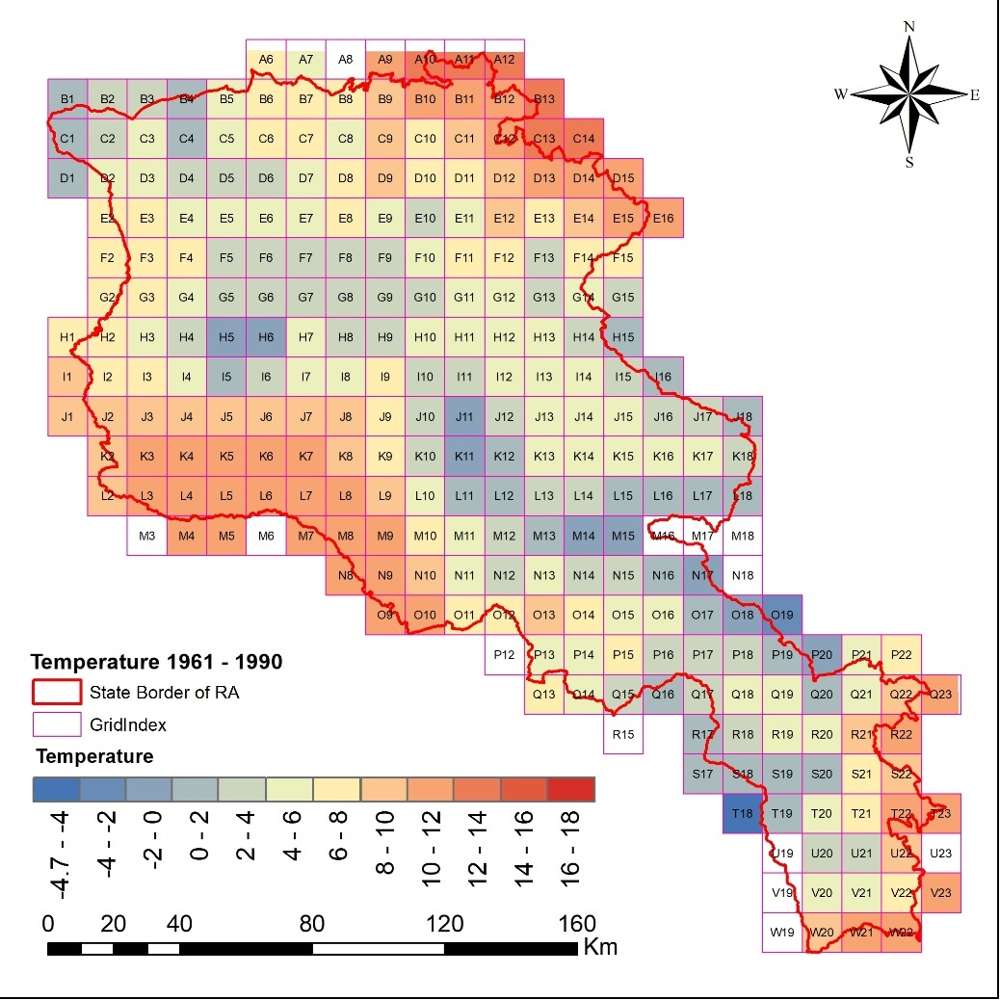 N
W E
S
A6 A7 A8 A9 A10 A11 A12
B1 B2 B3 B4 B5 B6 B7 B8 B9 B10 B11 B12 B13
C1 C2 C3 C4 C5 C6 C7 C8 C9 C10 C11 C12 C13 C14
D1 D2 D3 D4 D5 D6 D7 D8 D9 D10 D11 D12 D13 D14 D15
E2 E3 E4 E5 E6 E7 E8 E9 E10 E11 E12 E13 E14 E15 E16
F2 F3 F4 F5 F6 F7 F8 F9 F10 F11 F12 F13 F14 F15
G2 G3 G4 G5 G6 G7 G8 G9 G10 G11 G12 G13 G14 G15
H1 H2 H3 H4 H5 H6 H7 H8 H9 H10 H11 H12 H13 H14 H15
I1 I2 I3 I4 I5 I6 I7 I8 I9 I10 I11 I12 I13 I14 I15 I16
J1 J2 J3 J4 J5 J6 J7 J8 J9 J10 J11 J12 J13 J14 J15 J16 J17 J18
K2 K3 K4 K5 K6 K7 K8 K9 K10 K11 K12 K13 K14 K15 K16 K17 K18
L2 L3 L4 L5 L6 L7 L8 L9 L10 L11 L12 L13 L14 L15 L16 L17 L18
M3 M4 M5 M6 M7 M8 M9 M10 M11 M12 M13 M14 M15 M16 M17 M18
N8 N9 N10 N11 N12 N13 N14 N15 N16 N17 N18
O9 O10 O11 O12 O13 O14 O15 O16 O17 O18 O19
P12 P13 P14 P15 P16 P17 P18 P19 P20 P21 P22
Q13 Q14 Q15 Q16 Q17 Q18 Q19 Q20 Q21 Q22 Q23
R15 R17 R18 R19 R20 R21 R22
S17 S18 S19 S20 S21 S22
T18 T19 T20 T21 T22 T23
U19 U20 U21 U22 U23
V19 V20 V21 V22 V23
W19 W20 W21 W22
Temperature 1961 - 1990
State Border of RA
GridIndex
Temperature
-4.7 - -4
-4 - -2
-2 - 0
0 - 2
2 - 4
4 - 6
6 - 8
8 - 10
10 - 12
12 - 14
14 - 16
16 - 18
0 20 40 80 120 160
Km